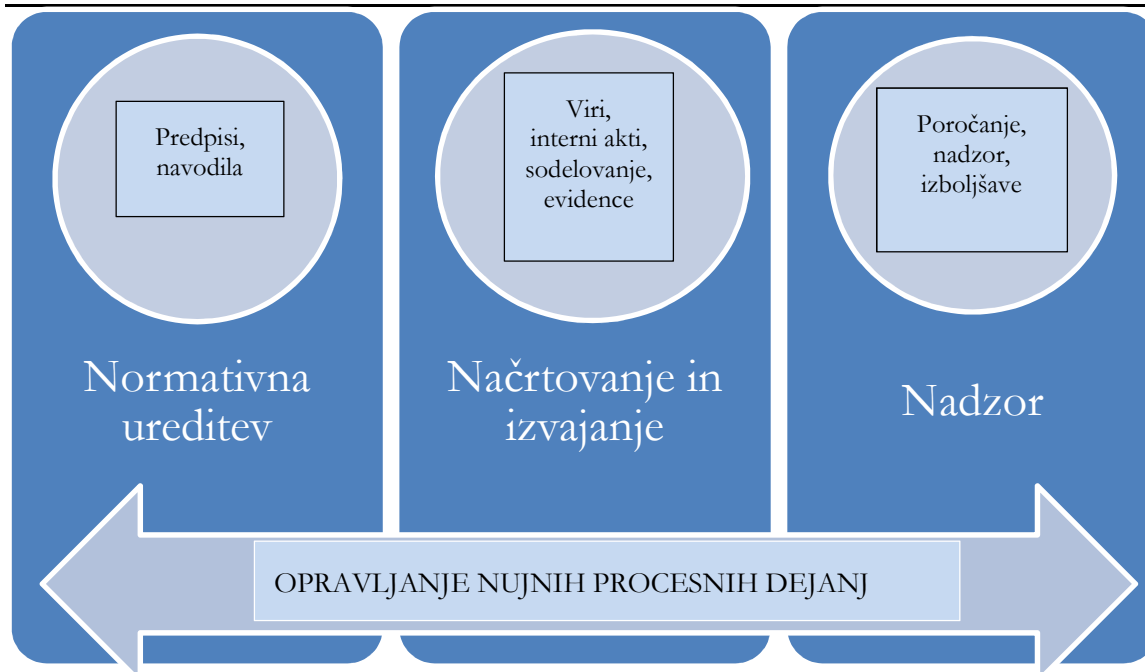 Predpisi,
navodila
Normativna
ureditev
Viri,
interni akti,
sodelovanje,
evidence
Načrtovanje in
izvajanje
Poročanje,
nadzor,
izboljšave
Nadzor
OPRAVLJANJE NUJNIH PROCESNIH DEJANJ